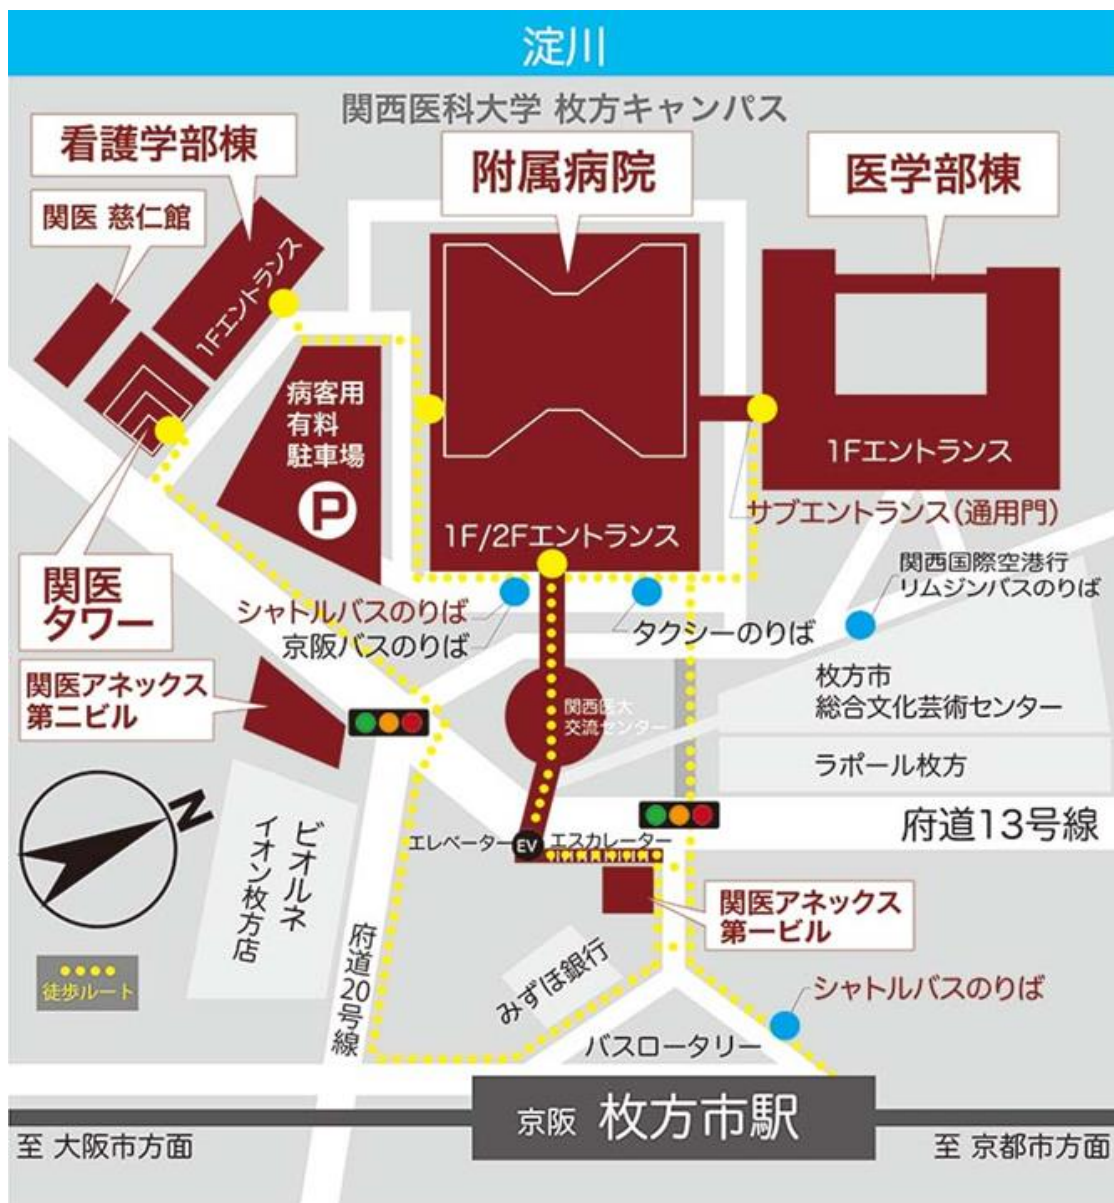 淀川
関西医科大学 枚方キャンパス
看護学部棟
附属病院
医学部棟
関医 慈仁館
1Fエントランス
病客用
有料
駐車場
P
1F/2Fエントランス
1Fエントランス
サブエントランス(通用門)
関医
タワー
シャトルバスのりば
京阪バスのりば
タクシーのりば
関西国際空港行
リムジンバスのりば
関医アネックス
第二ビル
関西医大
交流センター
枚方市
総合文化芸術センター
ラポール枚方
N
ビオルネ
イオン枚方店
エレベーター
EV
エスカレーター
府道13号線
関医アネックス
第一ビル
徒歩ルート
府道20号線
みずほ銀行
シャトルバスのりば
バスロータリー
京阪 枚方市駅
至 大阪市方面
至 京都市方面